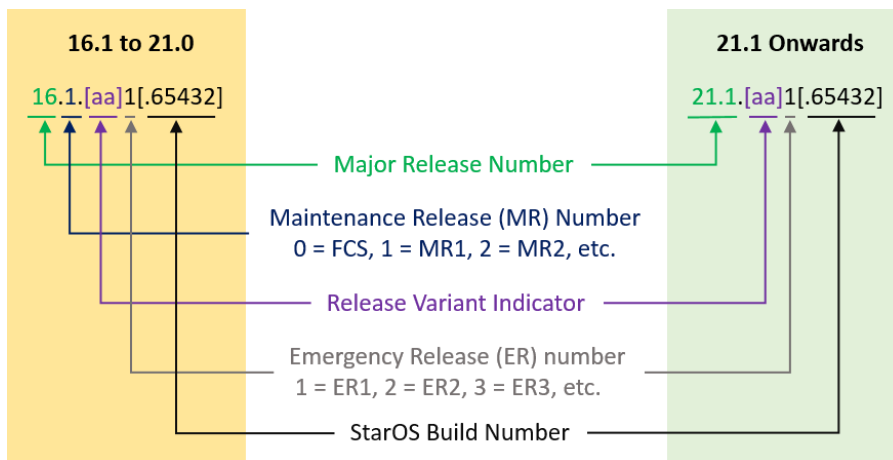 16.1 to 21.0
21.1 Onwards
16.1.[aa]1[.65432]
21.1.[aa]1[.65432]
Major Release Number
Maintenance Release (MR) Number
0 = FCS, 1 = MR1, 2 = MR2, etc.
Release Variant Indicator
Emergency Release (ER) number
1 = ER1, 2 = ER2, 3 = ER3, etc.
StarOS Build Number